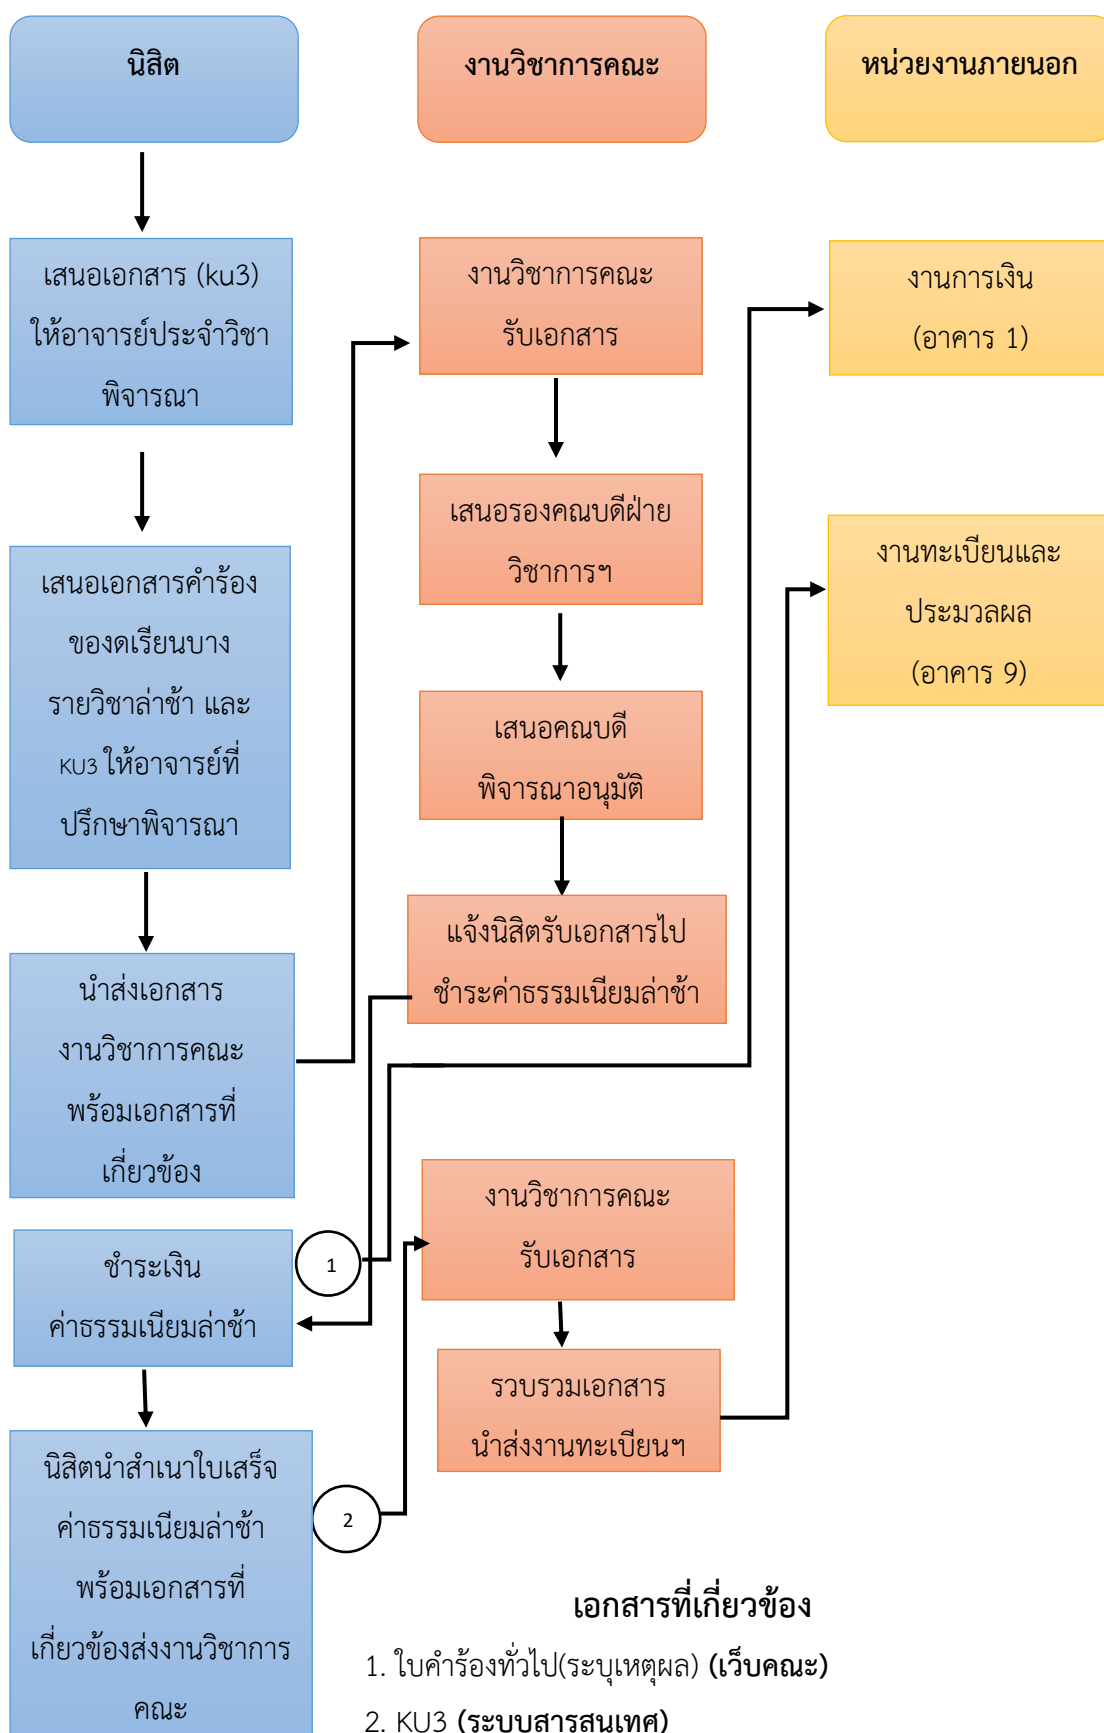 นิสิต
งานวิชาการคณะ
หน่วยงานภายนอก
เสนอเอกสาร (ku3)
ให้อาจารย์ประจำวิชา
พิจารณา
เสนอเอกสารคำร้อง
ของดเรียนบาง
รายวิชาล่าช้า และ
KU3 ให้อาจารย์ที่
ปรึกษาพิจารณา
นำส่งเอกสาร
งานวิชาการคณะ
พร้อมเอกสารที่
เกี่ยวข้อง
ชำระเงิน
ค่าธรรมเนียมล่าช้า
1
นิสิตนำสำเนาใบเสร็จ
ค่าธรรมเนียมล่าช้า
พร้อมเอกสารที่
เกี่ยวข้องส่งงานวิชาการ
คณะ
2
งานวิชาการคณะ
รับเอกสาร
เสนอรองคณบดีฝ่าย
วิชาการฯ
เสนอคณบดี
พิจารณาอนุมัติ
แจ้งนิสิตรับเอกสารไป
ชำระค่าธรรมเนียมล่าช้า
งานวิชาการคณะ
รับเอกสาร
รวบรวมเอกสาร
นำส่งงานทะเบียนฯ
งานการเงิน
(อาคาร 1)
งานทะเบียนและ
ประมวลผล
(อาคาร 9)
เอกสารที่เกี่ยวข้อง
1. ใบคำร้องทั่วไป(ระบุเหตุผล) (เว็บคณะ)
2. KU3 (ระบบสารสนเทศ)